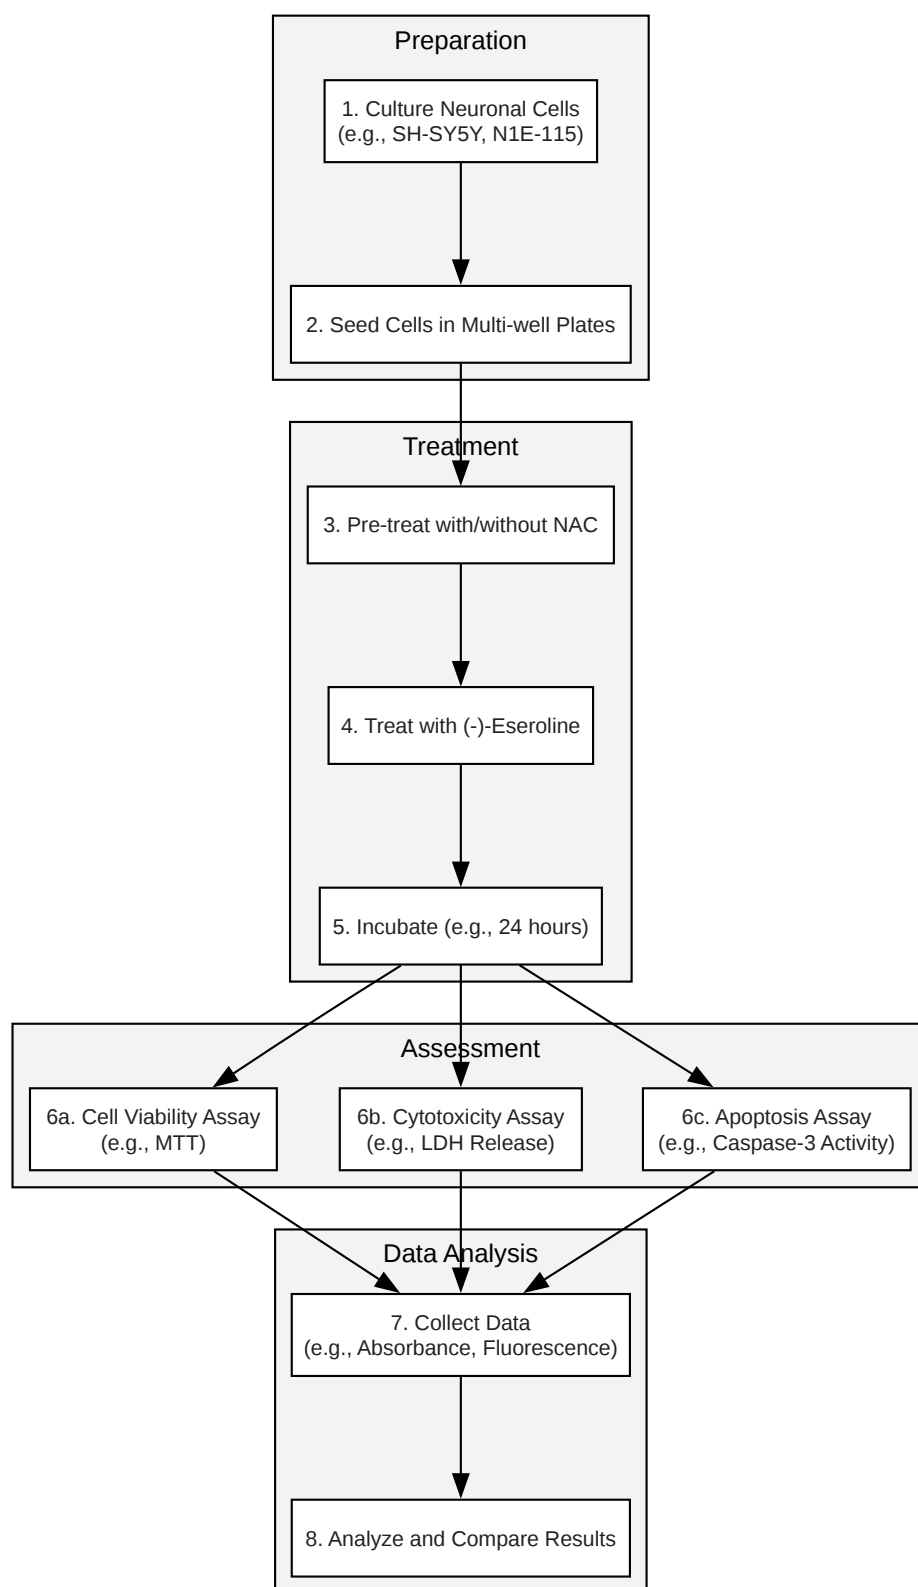 Preparation
1. Culture Neuronal Cells
(e.g., SH-SY5Y, N1E-115)
2. Seed Cells in Multi-well Plates
Treatment
3. Pre-treat with/without NAC
4. Treat with (-)-Eseroline
5. Incubate (e.g., 24 hours)
Assessment
6a. Cell Viability Assay
(e.g., MTT)
6b. Cytotoxicity Assay
(e.g., LDH Release)
6c. Apoptosis Assay
(e.g., Caspase-3 Activity)
Data Analysis
7. Collect Data
(e.g., Absorbance, Fluorescence)
8. Analyze and Compare Results